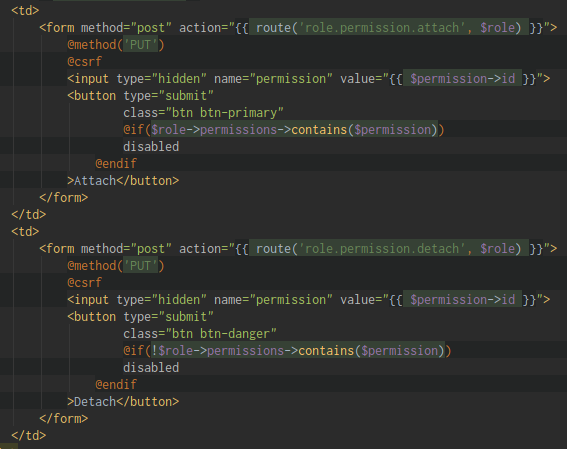 <td>
<form method="post" action="{{ route('role.permission.attach', $role) }}">
@method('PUT')
@csrf
<input type="hidden" name="permission" value="{{ $permission->id }}">
<button type="submit"
class="btn btn-primary"
@if($role->permissions->contains($permission))
disabled
@endif
>Attach</button>
</form>
</td>
<td>
<form method="post" action="{{ route('role.permission.detach', $role) }}">
@method('PUT')
@csrf
<input type="hidden" name="permission" value="{{ $permission->id }}">
<button type="submit"
class="btn btn-danger"
@if(!$role->permissions->contains($permission))
disabled
@endif
>Detach</button>
</form>
</td>